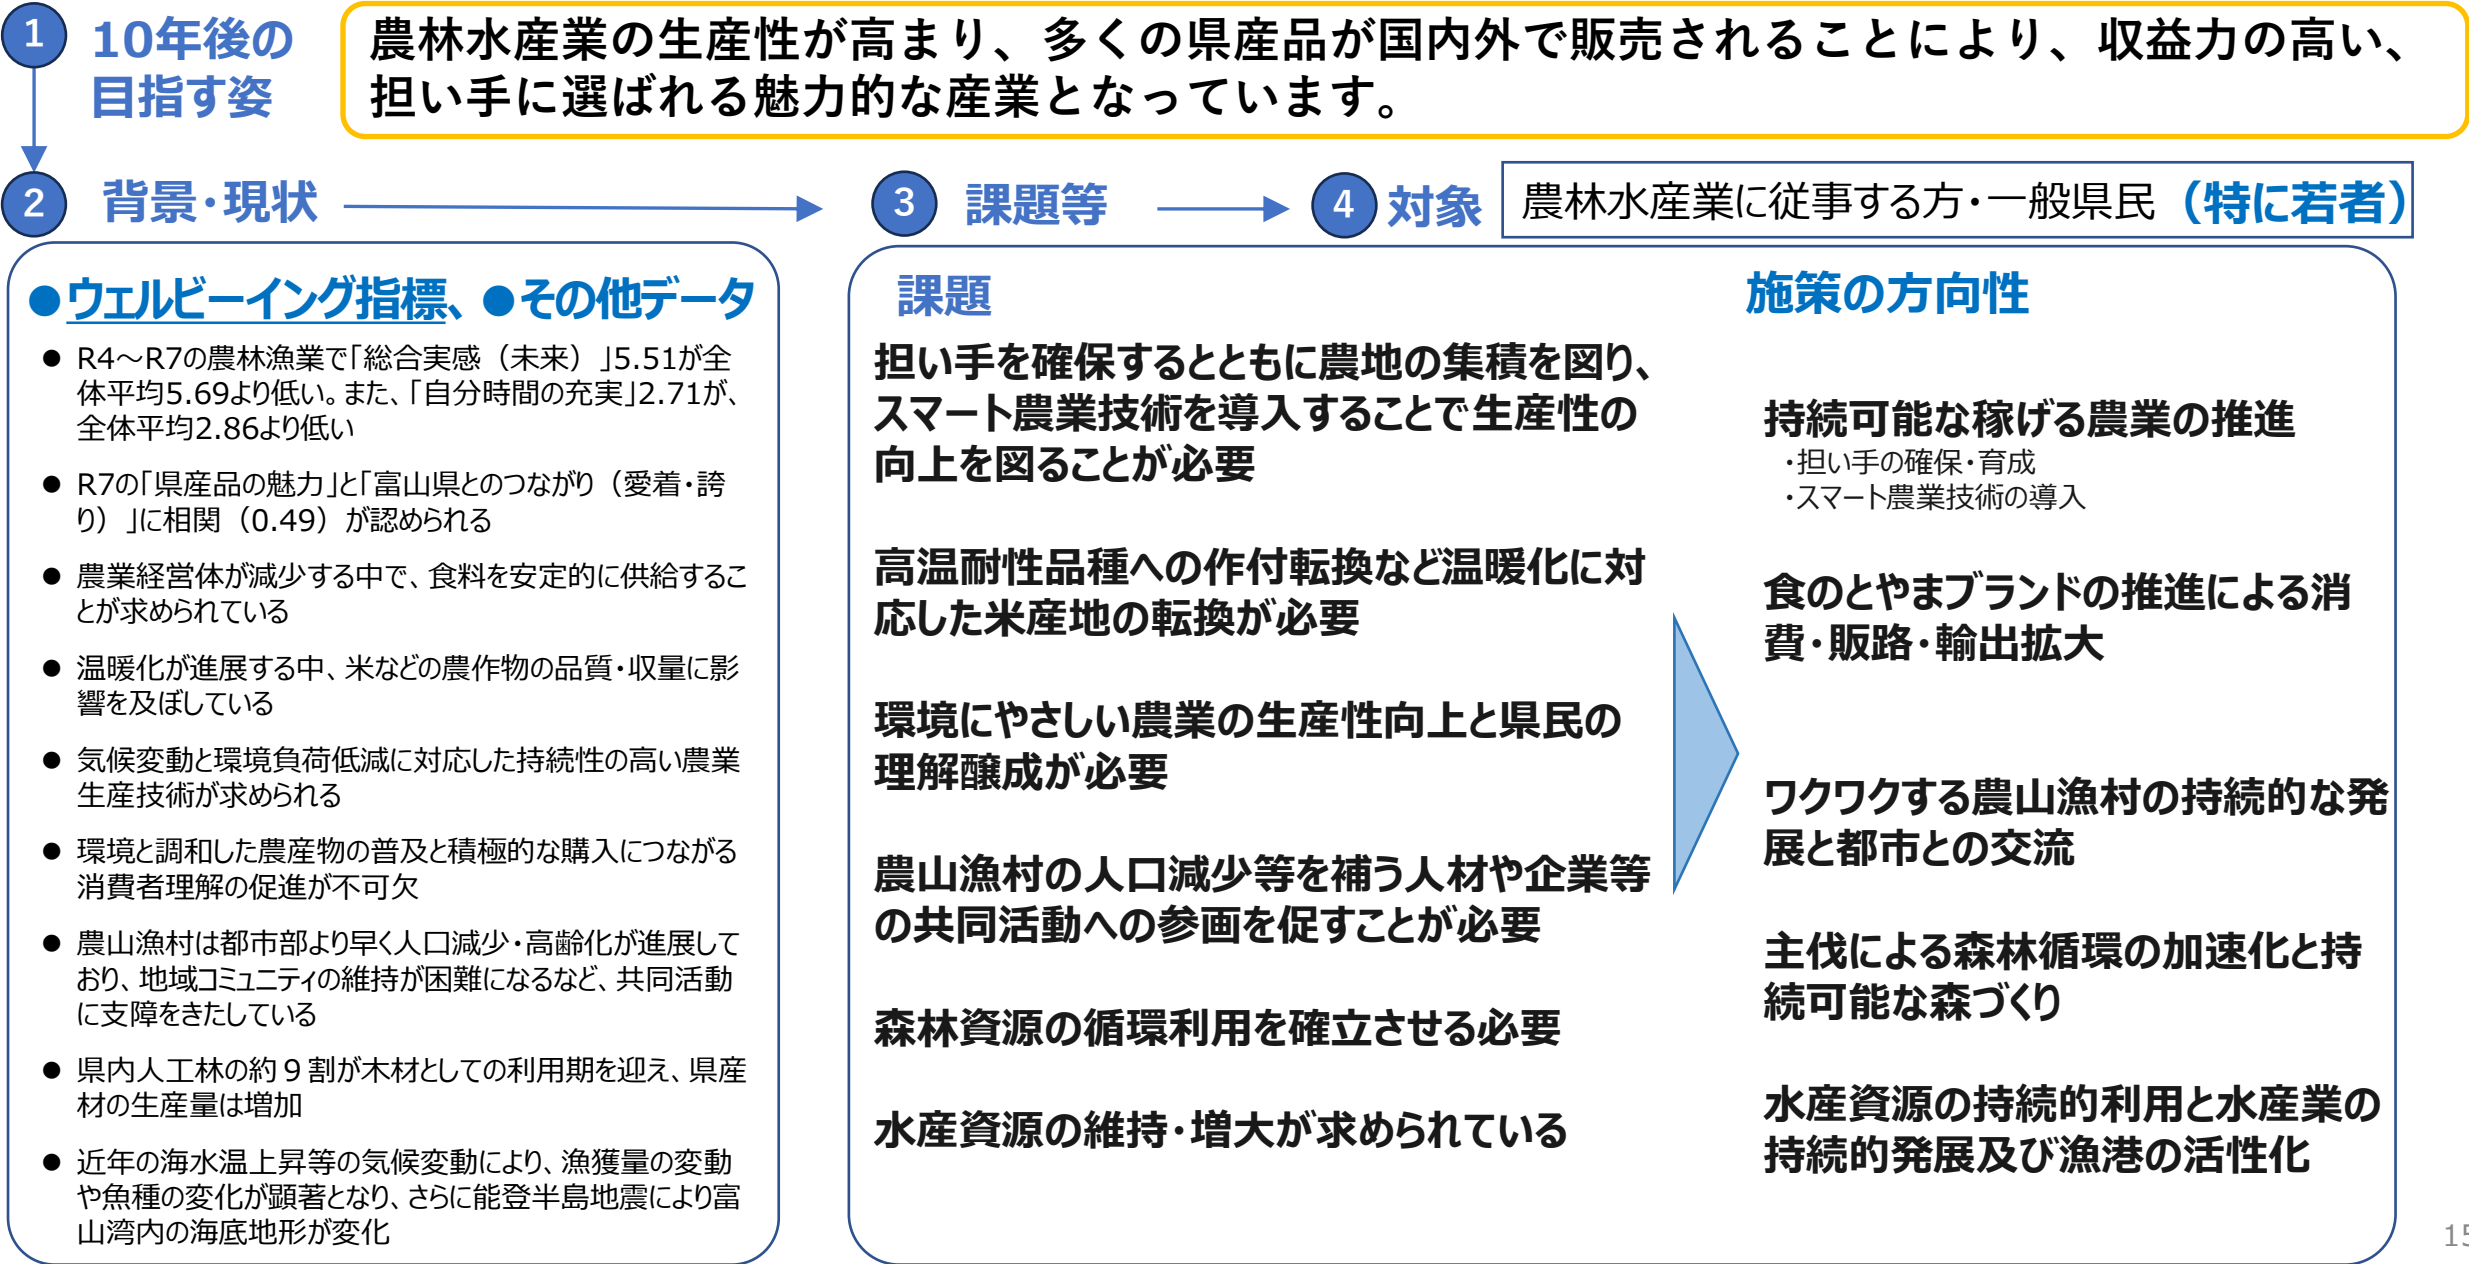 1
10年後の
目指す姿
農林水産業の生産性が高まり、多くの県産品が国内外で販売されることにより、収益力の高い、
担い手に選ばれる魅力的な産業となっています。
2 背景・現状
3 課題等
4 対象
農林水産業に従事する方・一般県民（特に若者）
●ウェルビーイング指標、●その他データ
● R4～R7の農林漁業で「総合実感（未来）」5.51が全
体平均5.69より低い。また、「自分時間の充実」2.71が、
全体平均2.86より低い
● R7の「県産品の魅力」と「富山県とのつながり（愛着・誇
り）」に相関（0.49）が認められる
● 農業経営体が減少する中で、食料を安定的に供給するこ
とが求められている
● 温暖化が進展する中、米などの農作物の品質・収量に影
響を及ぼしている
● 気候変動と環境負荷低減に対応した持続性の高い農業
生産技術が求められる
● 環境と調和した農産物の普及と積極的な購入につながる
消費者理解の促進が不可欠
● 農山漁村は都市部より早く人口減少・高齢化が進展して
おり、地域コミュニティの維持が困難になるなど、共同活動
に支障をきたしている
● 県内人工林の約９割が木材としての利用期を迎え、県産
材の生産量は増加
● 近年の海水温上昇等の気候変動により、漁獲量の変動
や魚種の変化が顕著となり、さらに能登半島地震により富
山湾内の海底地形が変化
課題
担い手を確保するとともに農地の集積を図り、
スマート農業技術を導入することで生産性の
向上を図ることが必要
高温耐性品種への作付転換など温暖化に対
応した米産地の転換が必要
環境にやさしい農業の生産性向上と県民の
理解醸成が必要
農山漁村の人口減少等を補う人材や企業等
の共同活動への参画を促すことが必要
森林資源の循環利用を確立させる必要
水産資源の維持・増大が求められている
施策の方向性
持続可能な稼げる農業の推進
・担い手の確保・育成
・スマート農業技術の導入
食のとやまブランドの推進による消
費・販路・輸出拡大
ワクワクする農山漁村の持続的な発
展と都市との交流
主伐による森林循環の加速化と持
続可能な森づくり
水産資源の持続的利用と水産業の
持続的発展及び漁港の活性化
15